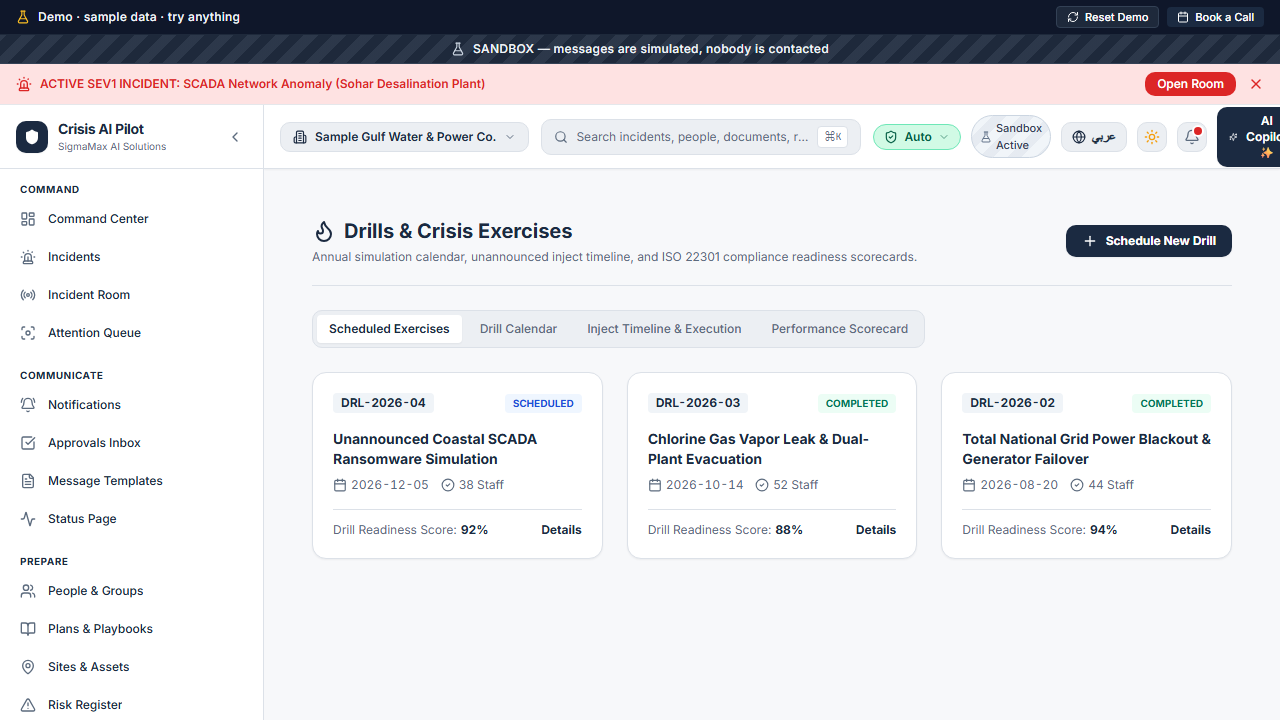 Demo · sample data · try anything
Reset Demo
Book a Call
SANDBOX — messages are simulated, nobody is contacted
ACTIVE SEV1 INCIDENT: SCADA Network Anomaly (Sohar Desalination Plant)
Open Room
Crisis AI Pilot
SigmaMax AI Solutions
Sample Gulf Water & Power Co.
Search incidents, people, documents, r...
⌘K
Auto
Sandbox
Active
عربي
AI
Copilot
✨
COMMAND
Command Center
Incidents
Incident Room
Attention Queue
COMMUNICATE
Notifications
Approvals Inbox
Message Templates
Status Page
PREPARE
People & Groups
Plans & Playbooks
Sites & Assets
Risk Register
Drills & Crisis Exercises
Annual simulation calendar, unannounced inject timeline, and ISO 22301 compliance readiness scorecards.
Schedule New Drill
Scheduled Exercises
Drill Calendar
Inject Timeline & Execution
Performance Scorecard
DRL-2026-04
SCHEDULED
Unannounced Coastal SCADA
Ransomware Simulation
2026-12-05
38 Staff
Drill Readiness Score: 92%
Details
DRL-2026-03
COMPLETED
Chlorine Gas Vapor Leak & Dual-
Plant Evacuation
2026-10-14
52 Staff
Drill Readiness Score: 88%
Details
DRL-2026-02
COMPLETED
Total National Grid Power Blackout &
Generator Failover
2026-08-20
44 Staff
Drill Readiness Score: 94%
Details